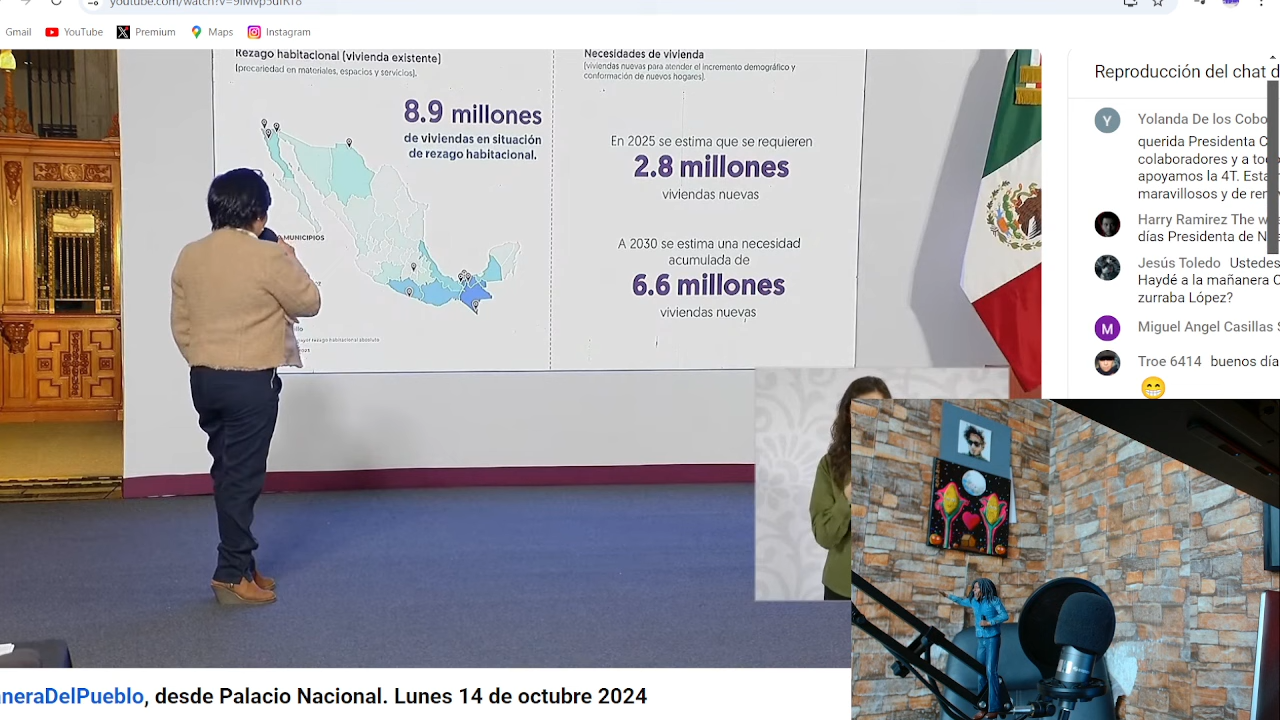 youtube.com/watch?v=
Gmail YouTube Premium Maps Instagram
Rezago habitacional (vivienda existente)
(precariedad en materiales, espacios y servicios).
8.9 millones
de viviendas en situación
de rezago habitacional.
MUNICIPIOS
Necesidades de vivienda
(viviendas nuevas para atender el incremento demográfico y
conformación de nuevos hogares).
En 2025 se estima que se requieren
2.8 millones
viviendas nuevas
A 2030 se estima una necesidad
acumulada de
6.6 millones
viviendas nuevas
Reproducción del chat d
Y
Yolanda De los Cobo
querida Presidenta C
colaboradores y a to
apoyamos la 4T. Esta
maravillosos y de
Harry Ramirez The w
días Presidenta de
Jesús Toledo Ustedes
Haydé a la mañanera
zurraba López?
M
Miguel Angel Casillas
Troe 6414 buenos día
neraDelPueblo, desde Palacio Nacional. Lunes 14 de octubre 2024